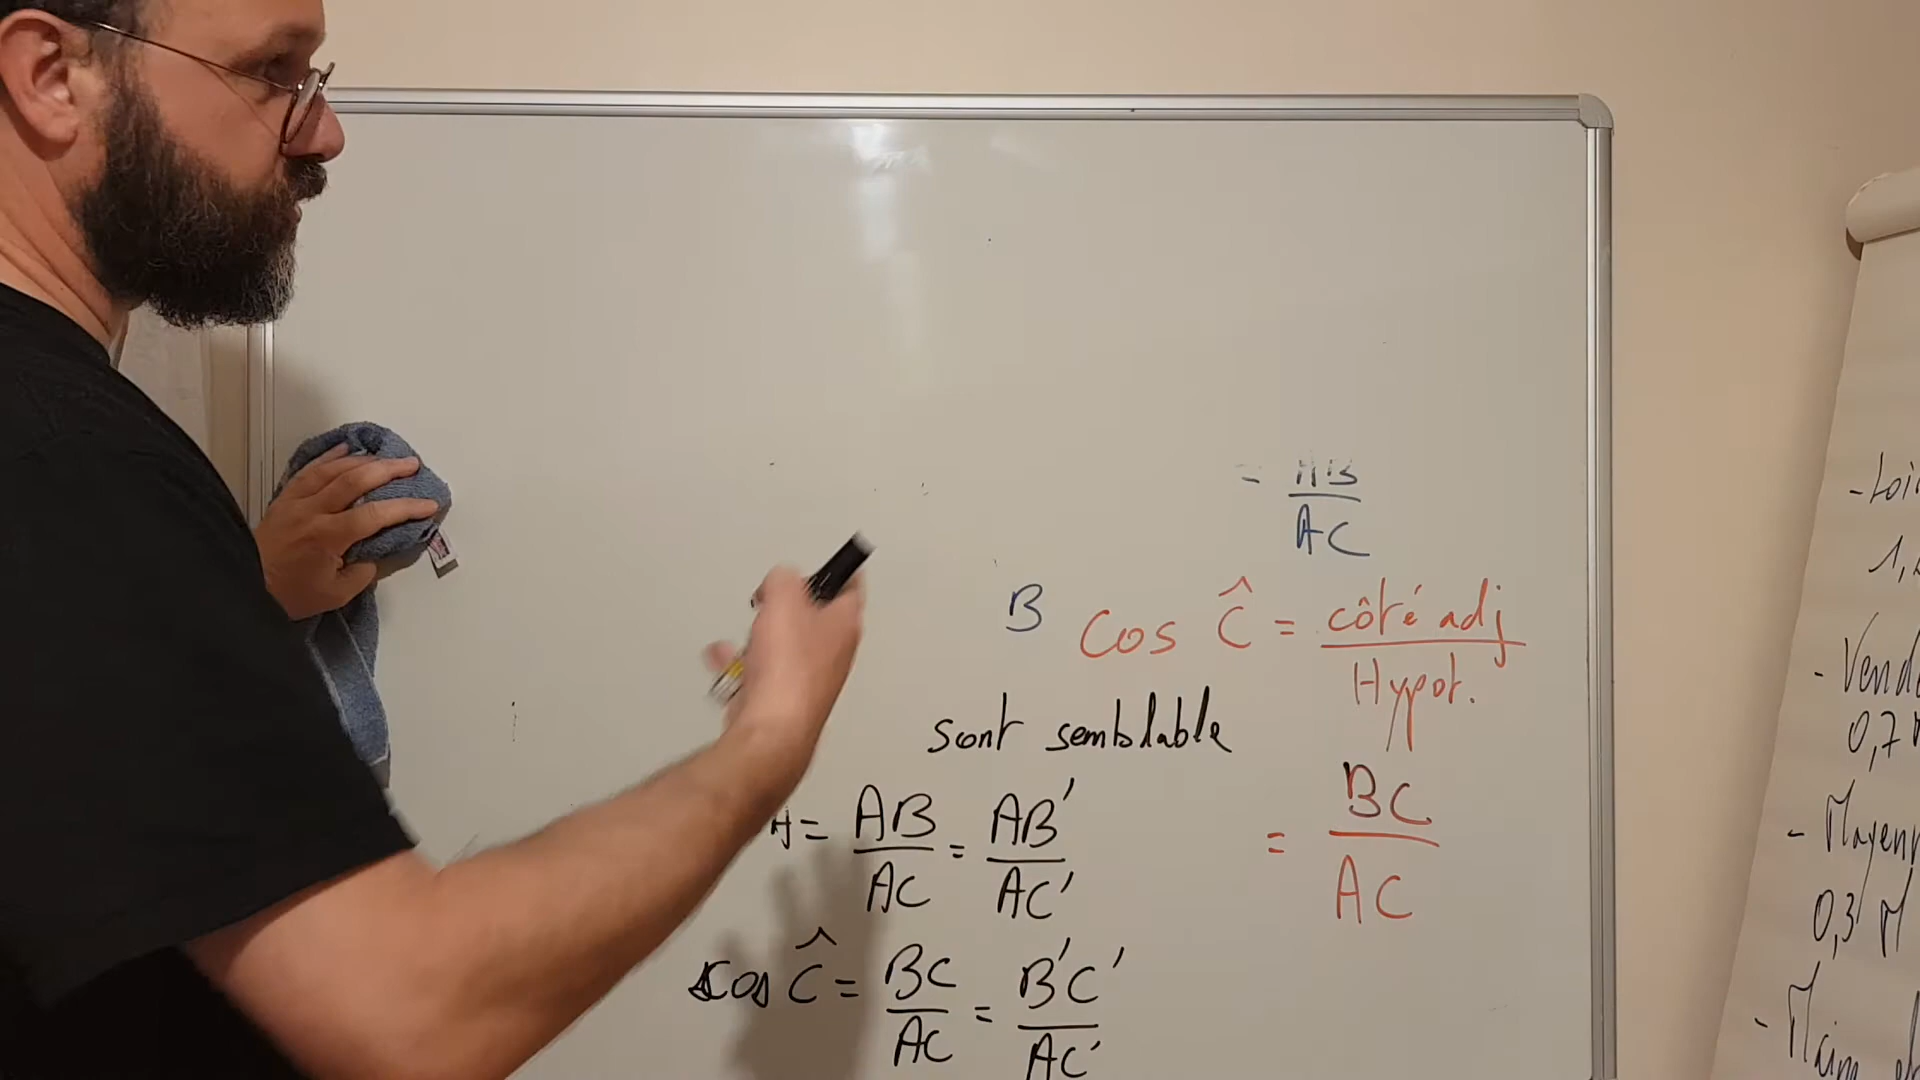 = AB / AC
B Cos Ĉ = côté adj / Hypot.
sont semblable
= AB / AC = AB' / AC'
= BC / AC
cos Ĉ = BC / AC = B'C' / AC'
- Loi
1,
- Vend
0,7
- Mayenn
0,3 M